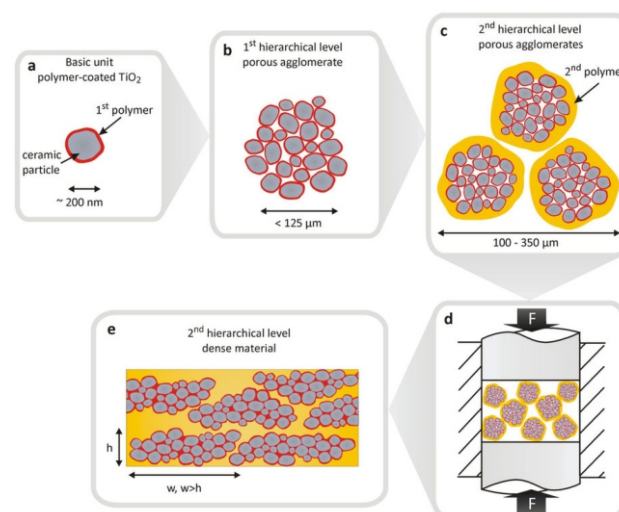 a
Basic unit
polymer-coated TiO₂
1ˢᵗ polymer
ceramic
particle
~ 200 nm
b
1ˢᵗ hierarchical level
porous agglomerate
< 125 µm
c
2ⁿᵈ hierarchical level
porous agglomerates
2ⁿᵈ polyme
100 - 350 µm
e
2ⁿᵈ hierarchical level
dense material
h
w, w>h
d
F
F